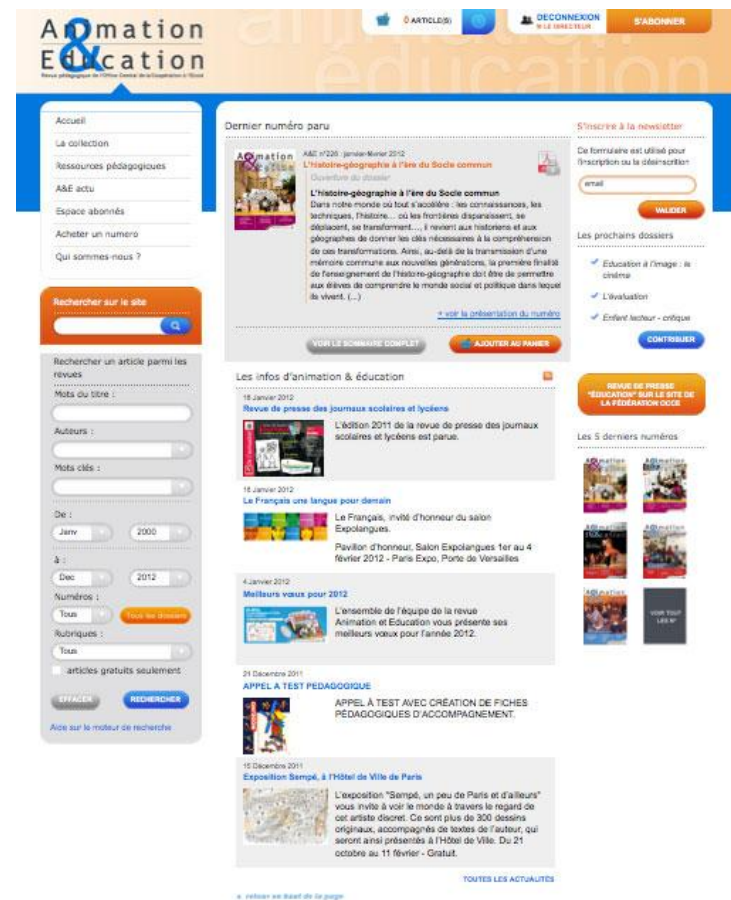 Animation
&
Education
Revue pédagogique de l'Office Central de la Coopération à l'Ecole
0 ARTICLE(S)
DECONNEXION
M LE DIRECTEUR
S'ABONNER
Accueil
La collection
Ressources pédagogiques
A&E actu
Espace abonnés
Acheter un numero
Qui sommes-nous ?
Rechercher sur le site
Rechercher un article parmi les
revues
Mots du titre :
Auteurs :
Mots clés :
De :
Janv
2000
à :
Dec
2012
Numéros :
Tous
Tous les dossiers
Rubriques :
Tous
articles gratuits seulement
EFFACER
RECHERCHER
Aide sur le moteur de recherche
Dernier numéro paru
A&E n°226 - janvier-février 2012
L'histoire-géographie à l'ère du Socle commun
Ouverture du dossier
L'histoire-géographie à l'ère du Socle commun
Dans notre monde où tout s'accélère : les connaissances, les
techniques, l'histoire... où les frontières disparaissent, se
déplacent, se transforment..., il revient aux historiens et aux
géographes de donner les clés nécessaires à la compréhension
de ces transformations. Ainsi, au-delà de la transmission d'une
mémoire commune aux nouvelles générations, la première finalité
de l'enseignement de l'histoire-géographie doit être de permettre
aux élèves de comprendre le monde social et politique dans lequel
ils vivent. (...)
+ voir la présentation du numéro
VOIR LE SOMMAIRE COMPLET
AJOUTER AU PANIER
Les infos d'animation & éducation
18 Janvier 2012
Revue de presse des journaux scolaires et lycéens
L'édition 2011 de la revue de presse des journaux
scolaires et lycéens est parue.
16 Janvier 2012
Le Français une langue pour demain
Le Français, invité d'honneur du salon
Expolangues.
Pavillon d'honneur, Salon Expolangues 1er au 4
février 2012 - Paris Expo, Porte de Versailles
4 Janvier 2012
Meilleurs vœux pour 2012
L'ensemble de l'équipe de la revue
Animation et Education vous présente ses
meilleurs vœux pour l'année 2012.
21 Décembre 2011
APPEL A TEST PEDAGOGIQUE
APPEL À TEST AVEC CRÉATION DE FICHES
PÉDAGOGIQUES D'ACCOMPAGNEMENT.
15 Décembre 2011
Exposition Sempé, à l'Hôtel de Ville de Paris
L'exposition "Sempé, un peu de Paris et d'ailleurs"
vous invite à voir le monde à travers le regard de
cet artiste discret. Ce sont plus de 300 dessins
originaux, accompagnés de textes de l'auteur, qui
seront ainsi présentés à l'Hôtel de Ville. Du 21
octobre au 11 février - Gratuit.
TOUTES LES ACTUALITÉS
retour en haut de la page
S'inscrire à la newsletter
Ce formulaire est utilisé pour
l'inscription ou la désinscrition
email
VALIDER
Les prochains dossiers
Education à l'image : le
cinéma
L'évaluation
Enfant lecteur - critique
CONTRIBUER
REVUE DE PRESSE
"ÉDUCATION" SUR LE SITE DE
LA FÉDÉRATION OCCE
Les 5 derniers numéros
VOIR TOUT
LES N°